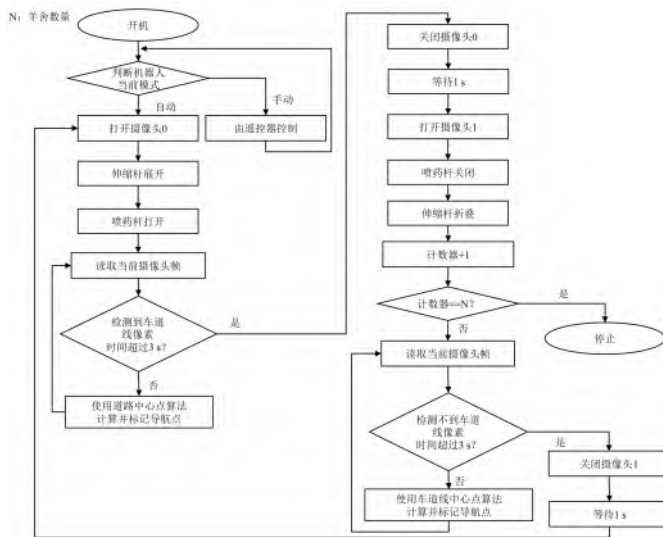 N：羊舍数量
开机
判断机器人
当前模式
自动
手动
打开摄像头0
由遥控器控制
伸缩杆展开
喷药杆打开
读取当前摄像头帧
检测到车道
线像素
时间超过3 s?
是
否
使用道路中心点算法
计算并标记导航点
关闭摄像头0
等待1 s
打开摄像头1
喷药杆关闭
伸缩杆折叠
计数器+1
计数器==N?
是
否
停止
读取当前摄像头帧
检测不到车道
线像素
时间超过3 s?
是
否
关闭摄像头1
使用车道线中心点算法
计算并标记导航点
等待1 s